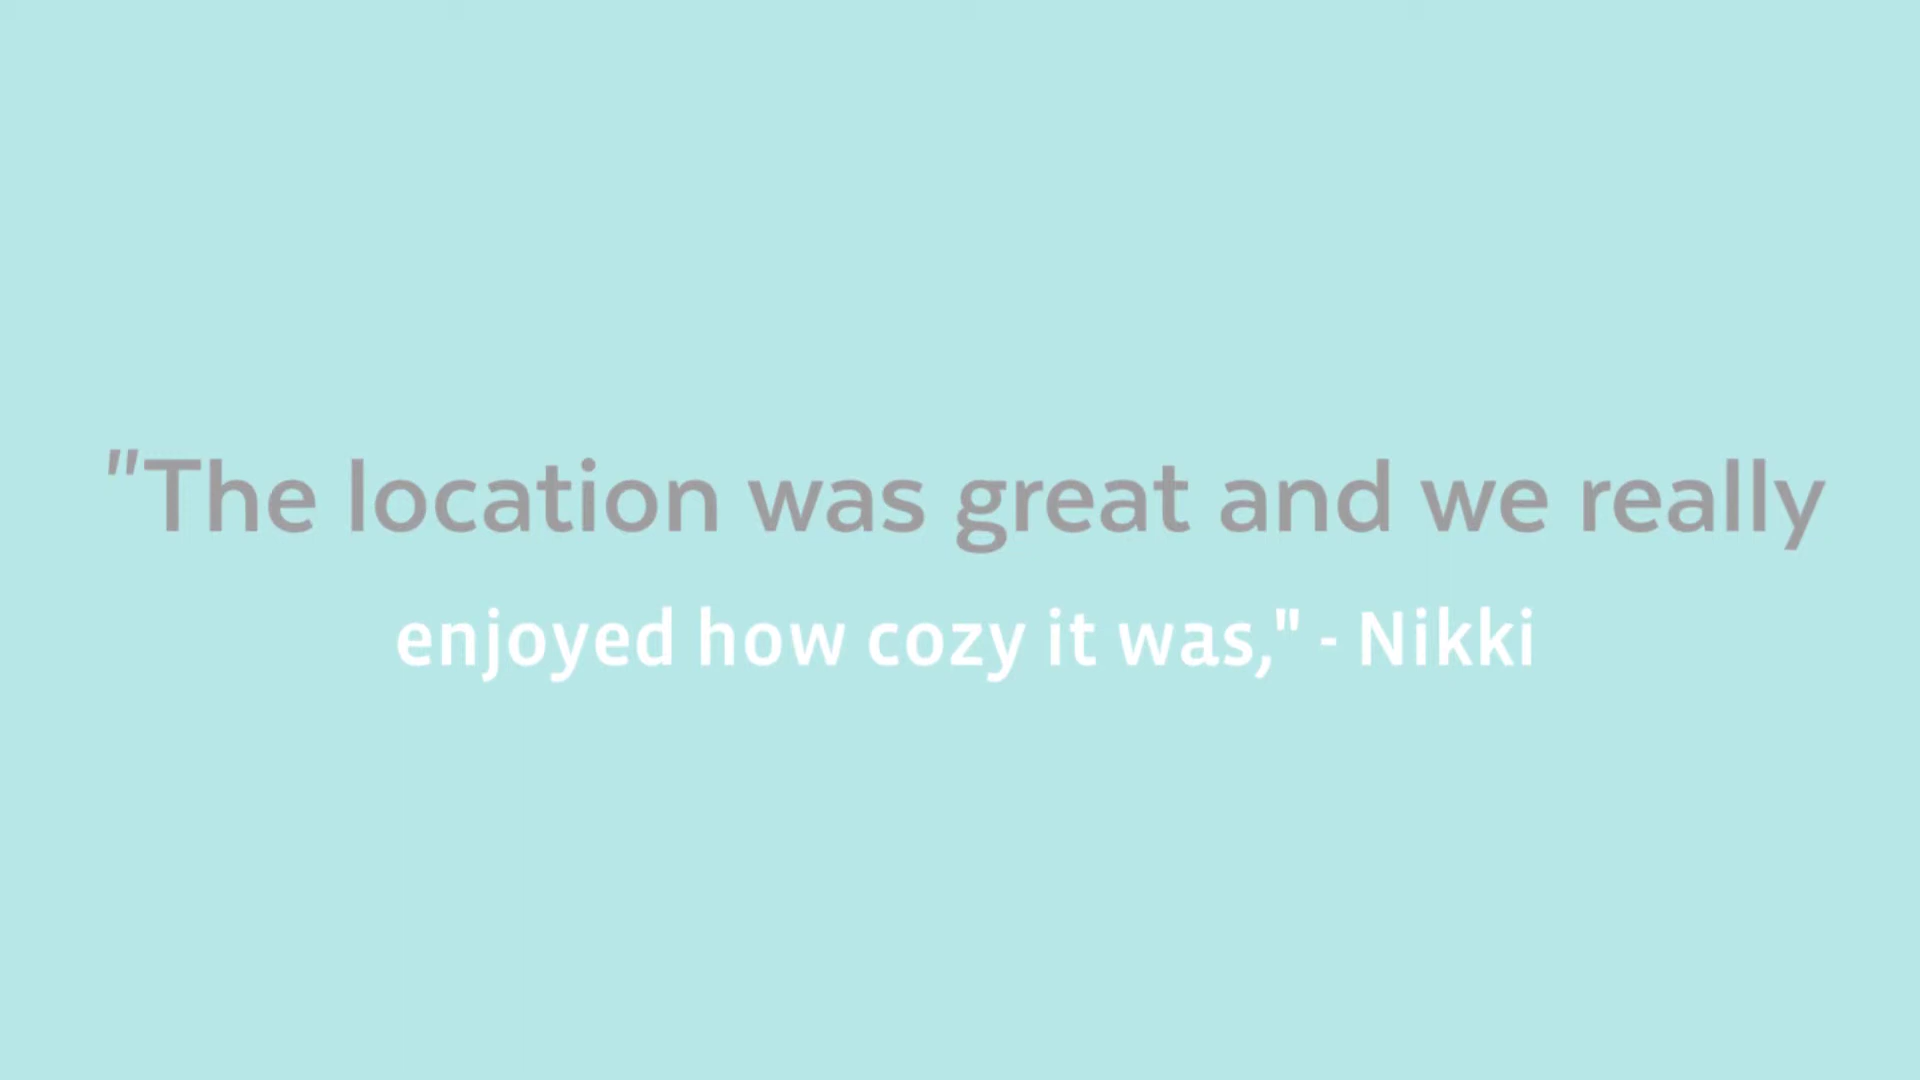 "The location was great and we really
enjoyed how cozy it was," - Nikki